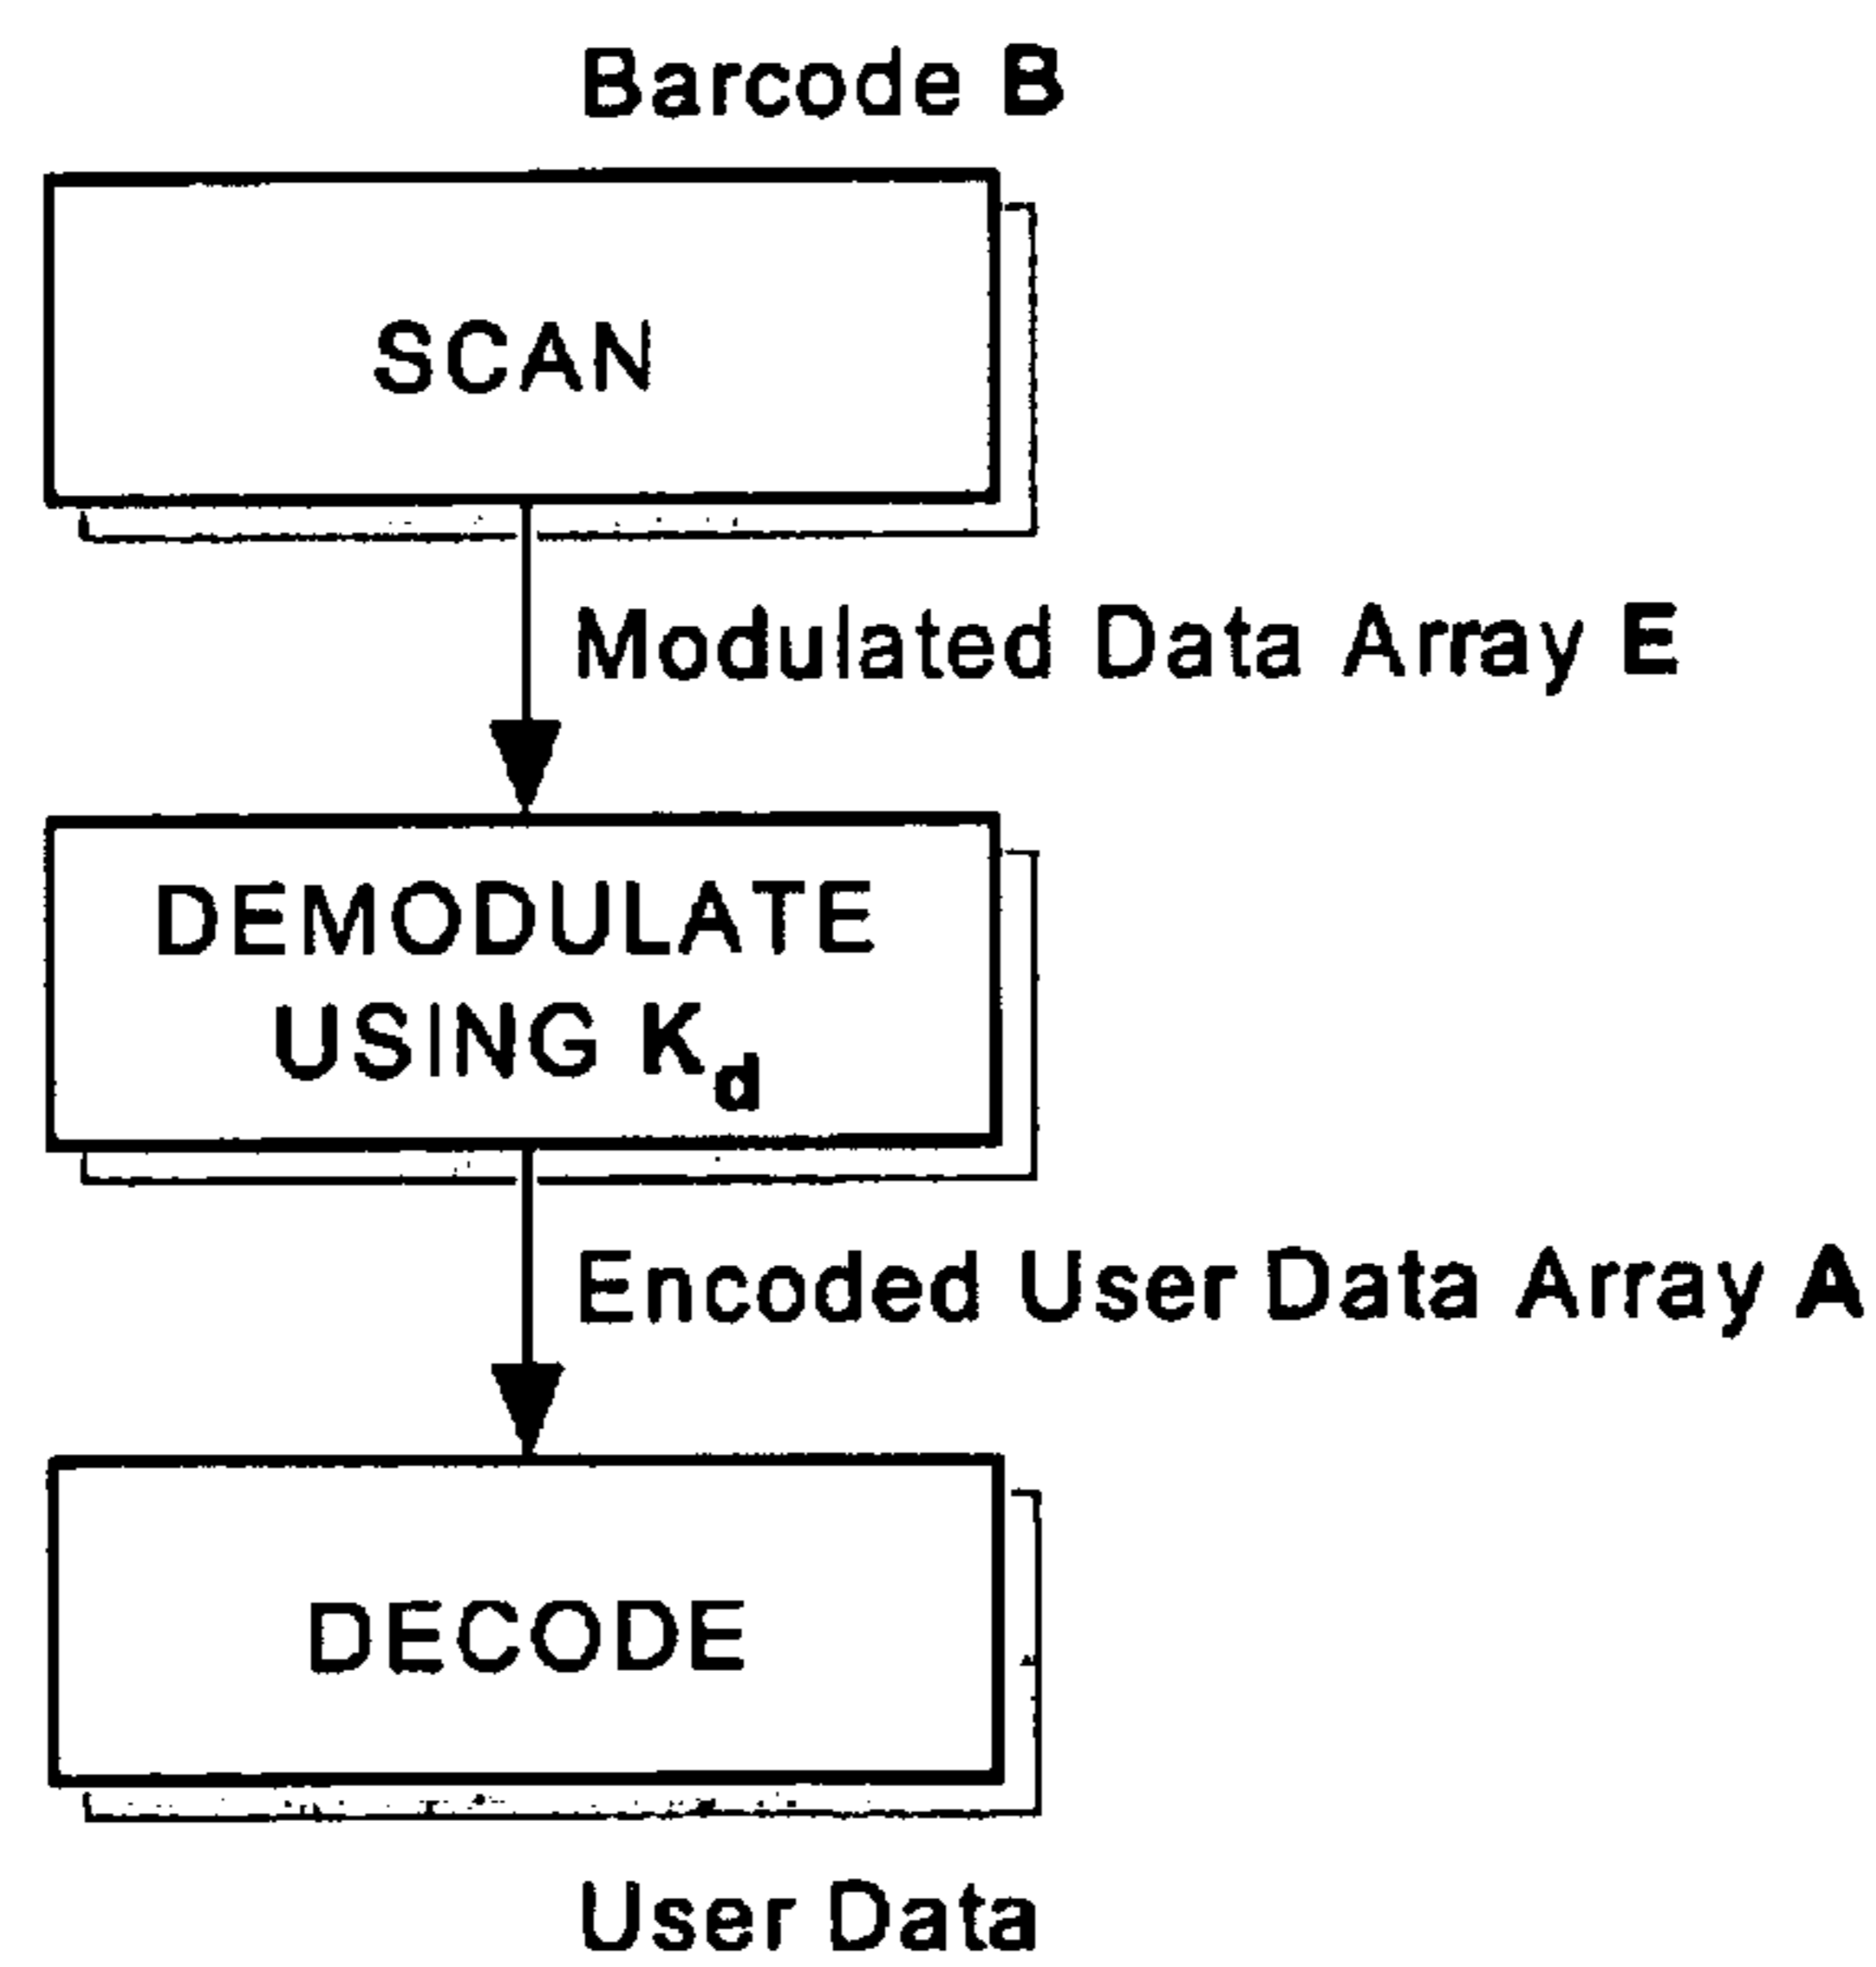 Barcode B
SCAN
Modulated Data Array E
DEMODULATE
USING Kd
Encoded User Data Array A
DECODE
User Data